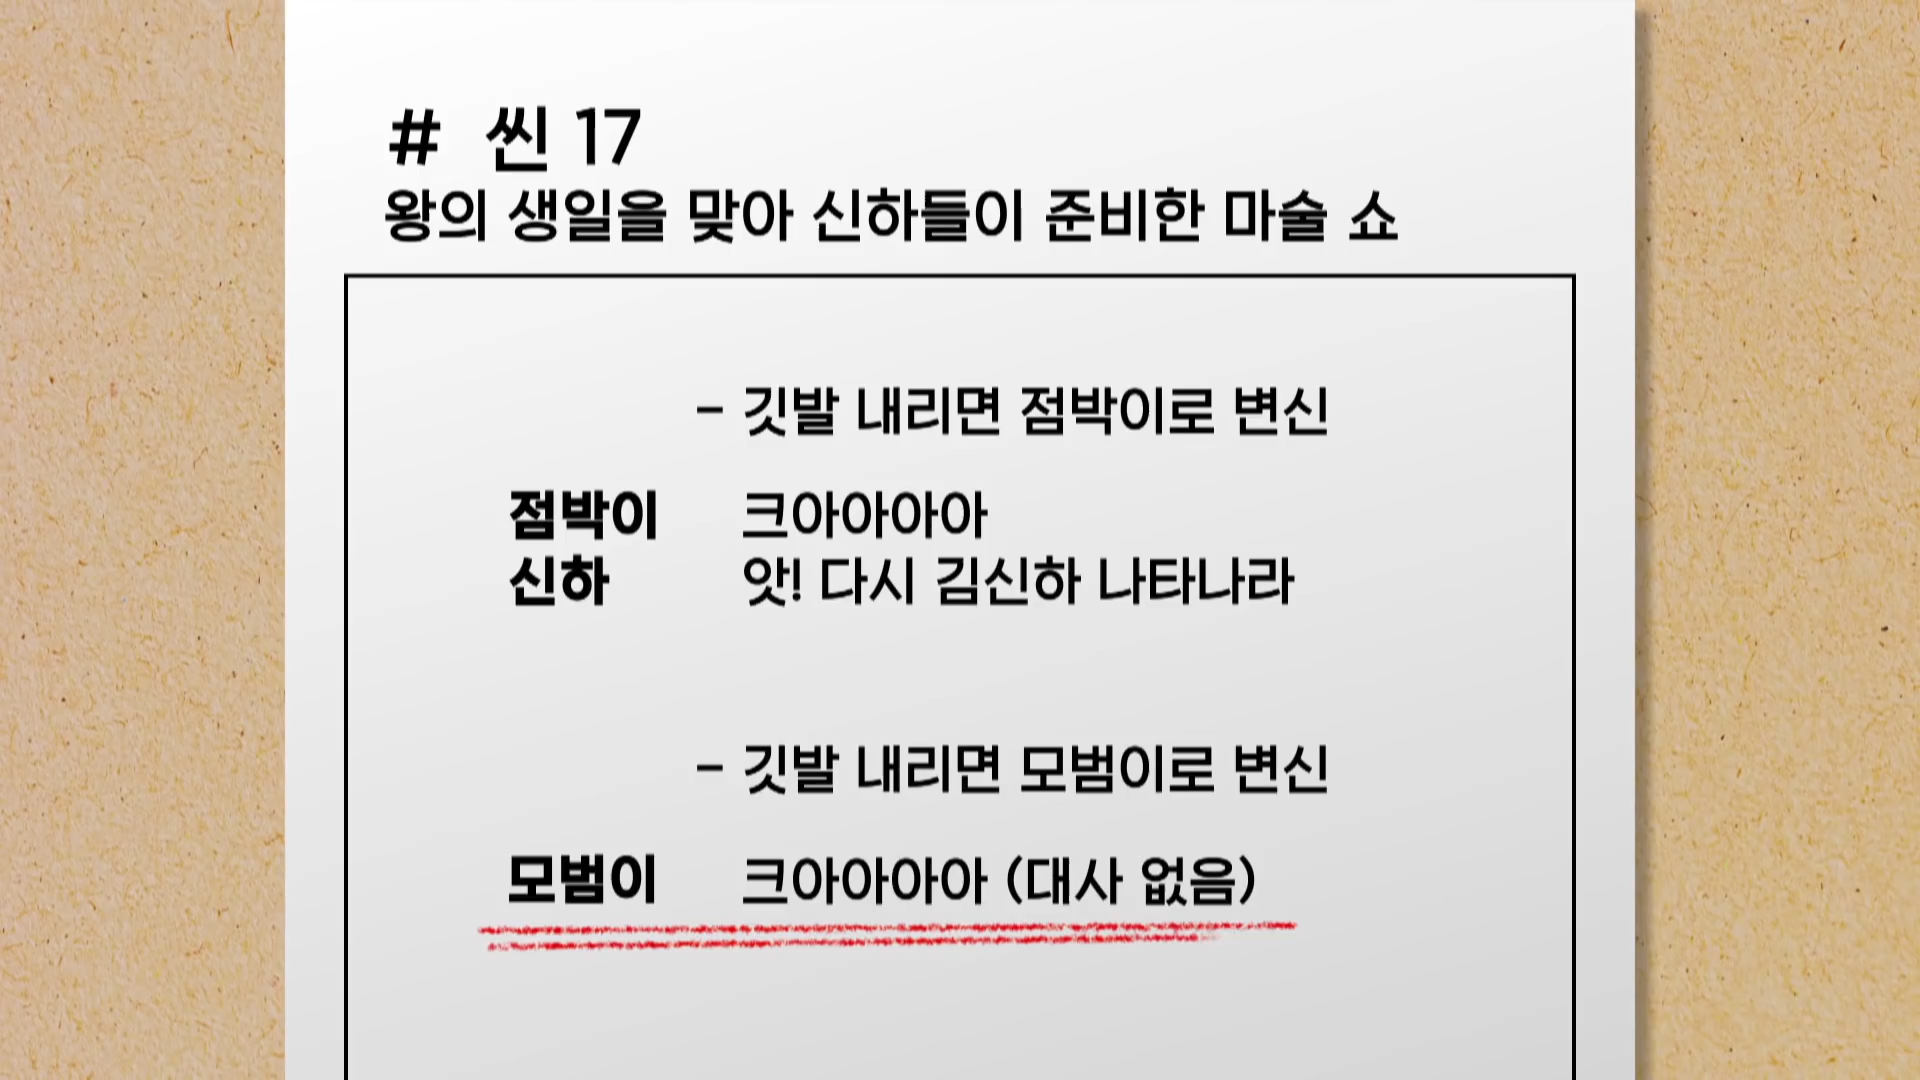 # 씬 17
왕의 생일을 맞아 신하들이 준비한 마술 쇼
- 깃발 내리면 점박이로 변신
점박이 크아아아아
신하 앗! 다시 김신하 나타나라
- 깃발 내리면 모범이로 변신
모범이 크아아아아 (대사 없음)